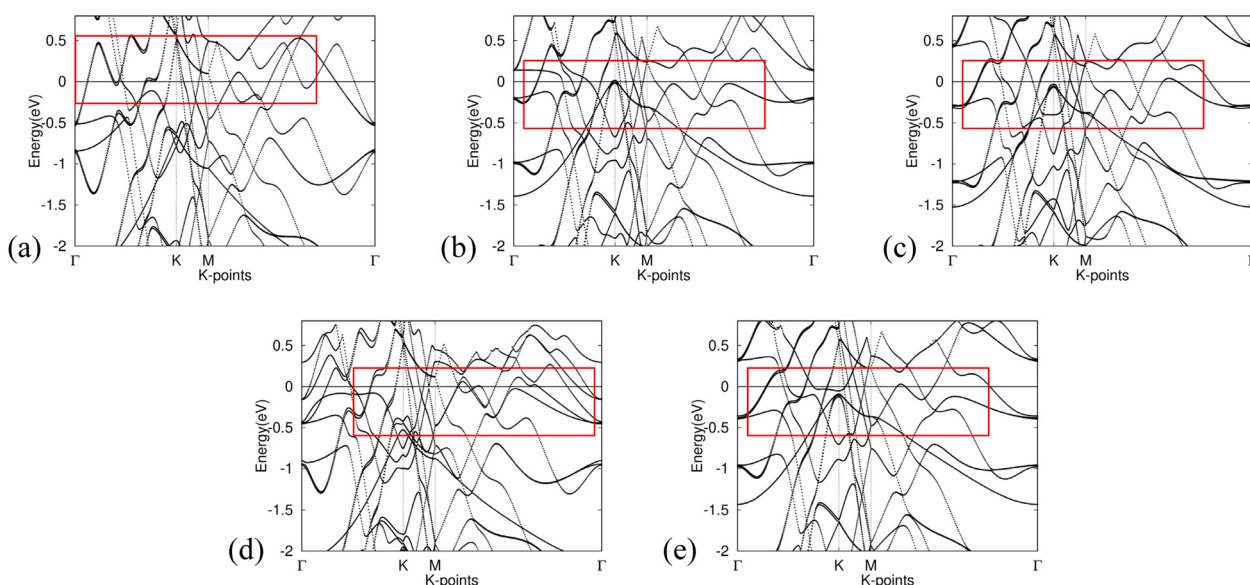 0.5
0
-0.5
-1
-1.5
-2
Energy(eV)
Γ K M Γ
K-points
(a)
0.5
0
-0.5
-1
-1.5
-2
Energy(eV)
Γ K M Γ
K-points
(b)
0.5
0
-0.5
-1
-1.5
-2
Energy(eV)
Γ K M Γ
K-points
(c)
0.5
0
-0.5
-1
-1.5
-2
Energy(eV)
Γ K M Γ
K-points
(d)
0.5
0
-0.5
-1
-1.5
-2
Energy(eV)
Γ K M Γ
K-points
(e)